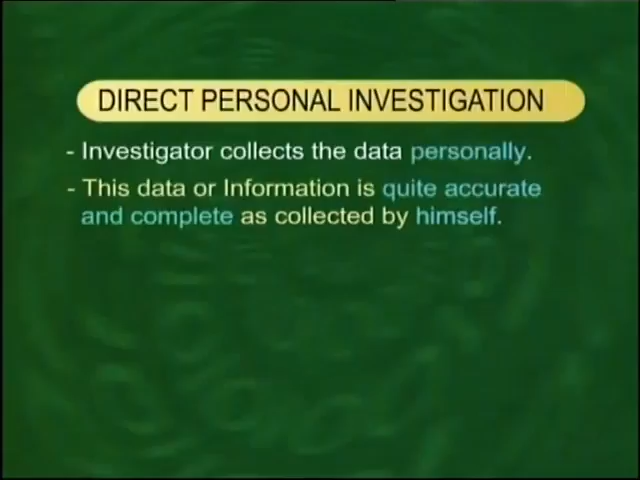 DIRECT PERSONAL INVESTIGATION
- Investigator collects the data personally.
- This data or Information is quite accurate
and complete as collected by himself.